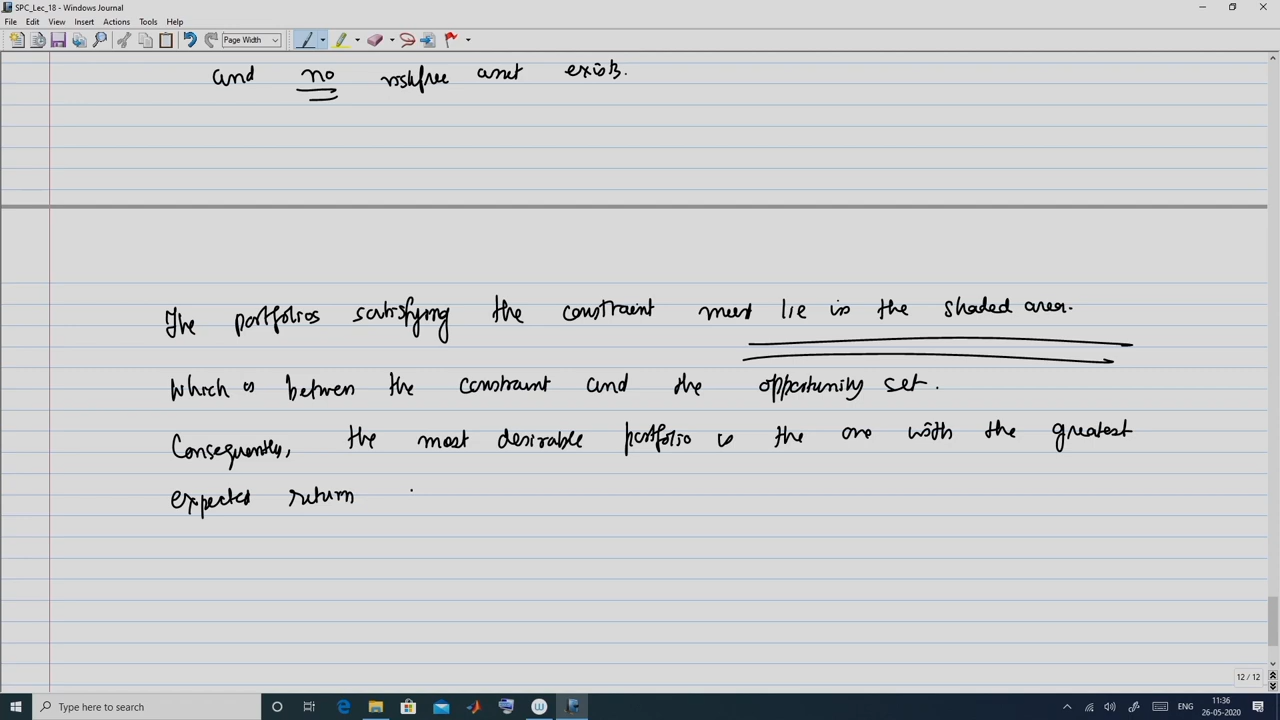 SPC_Lec_18 - Windows Journal
File Edit View Insert Actions Tools Help
Page Width
and no riskfree asset exists.
The portfolios satisfying the constraint must lie in the shaded area.
Which is between the constraint and the opportunity set.
Consequently, the most desirable portfolio is the one with the greatest
expected return
12 / 12
Type here to search
11:36
26-05-2020